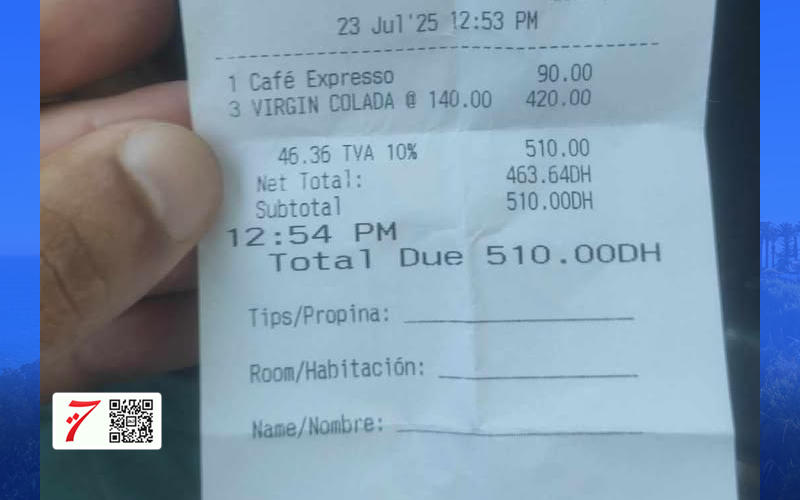 23 Jul'25 12:53 PM
1 Café Expresso 90.00
3 VIRGIN COLADA @ 140.00 420.00
46.36 TVA 10% 510.00
Net Total: 463.64DH
Subtotal 510.00DH
12:54 PM
Total Due 510.00DH
Tips/Propina:
Room/Habitación:
Name/Nombre:
7